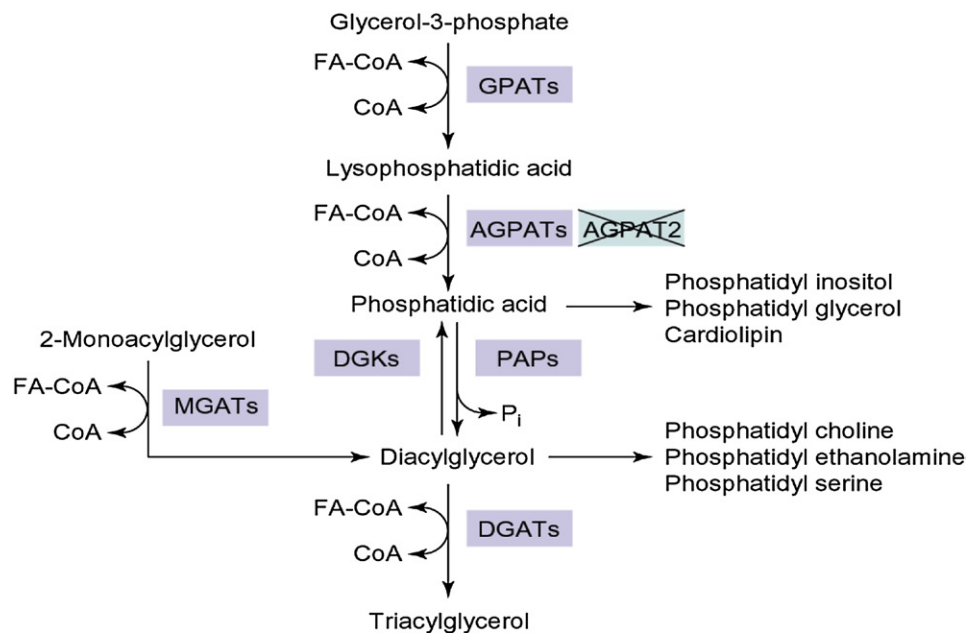 Glycerol-3-phosphate
FA-CoA
GPATs
CoA
Lysophosphatidic acid
FA-CoA
AGPATs AGPAT2
CoA
Phosphatidic acid
Phosphatidyl inositol
Phosphatidyl glycerol
Cardiolipin
2-Monoacylglycerol
DGKs
PAPs
FA-CoA
MGATs
CoA
Pi
Diacylglycerol
Phosphatidyl choline
Phosphatidyl ethanolamine
Phosphatidyl serine
FA-CoA
DGATs
CoA
Triacylglycerol